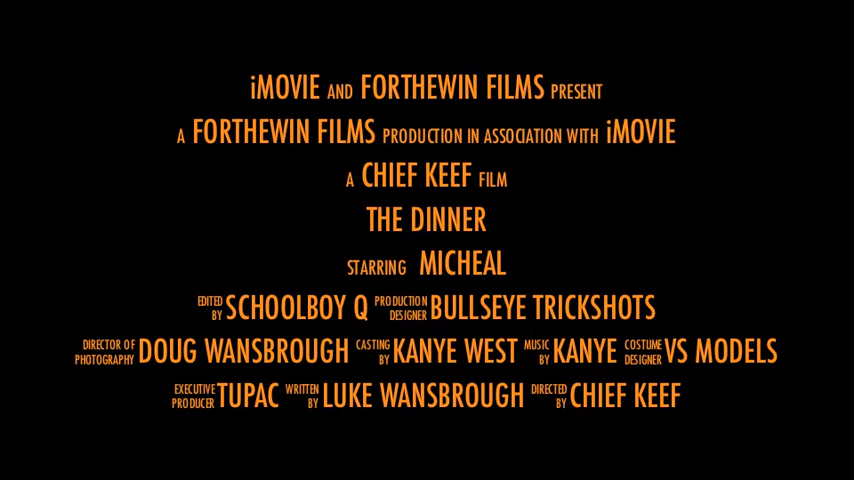 iMOVIE AND FORTHEWIN FILMS PRESENT
A FORTHEWIN FILMS PRODUCTION IN ASSOCIATION WITH iMOVIE
A CHIEF KEEF FILM
THE DINNER
STARRING MICHEAL
EDITED BY SCHOOLBOY Q PRODUCTION DESIGNER BULLSEYE TRICKSHOTS
DIRECTOR OF PHOTOGRAPHY DOUG WANSBROUGH CASTING BY KANYE WEST MUSIC BY KANYE COSTUME DESIGNER VS MODELS
EXECUTIVE PRODUCER TUPAC WRITTEN BY LUKE WANSBROUGH DIRECTED BY CHIEF KEEF